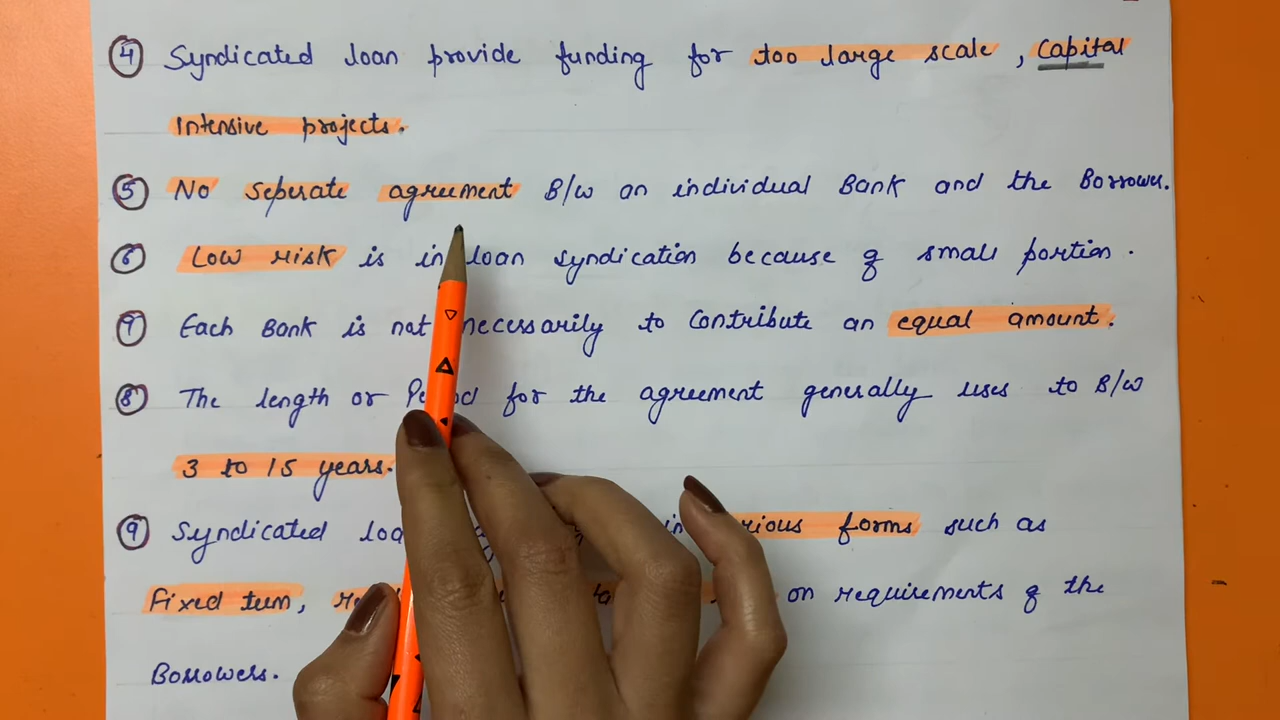 ④ Syndicated loan provide funding for too large scale, Capital
Intensive projects.
⑤ No seperate agreement B/w an individual Bank and the Borrower.
⑥ Low risk is in loan syndication because of small portion.
⑦ Each Bank is not necessarily to contribute an equal amount.
⑧ The length or for the agreement generally uses to B/w
3 to 15 years.
⑨ Syndicated in forms such as
Fixed term, on requirements of the
Borrowers.